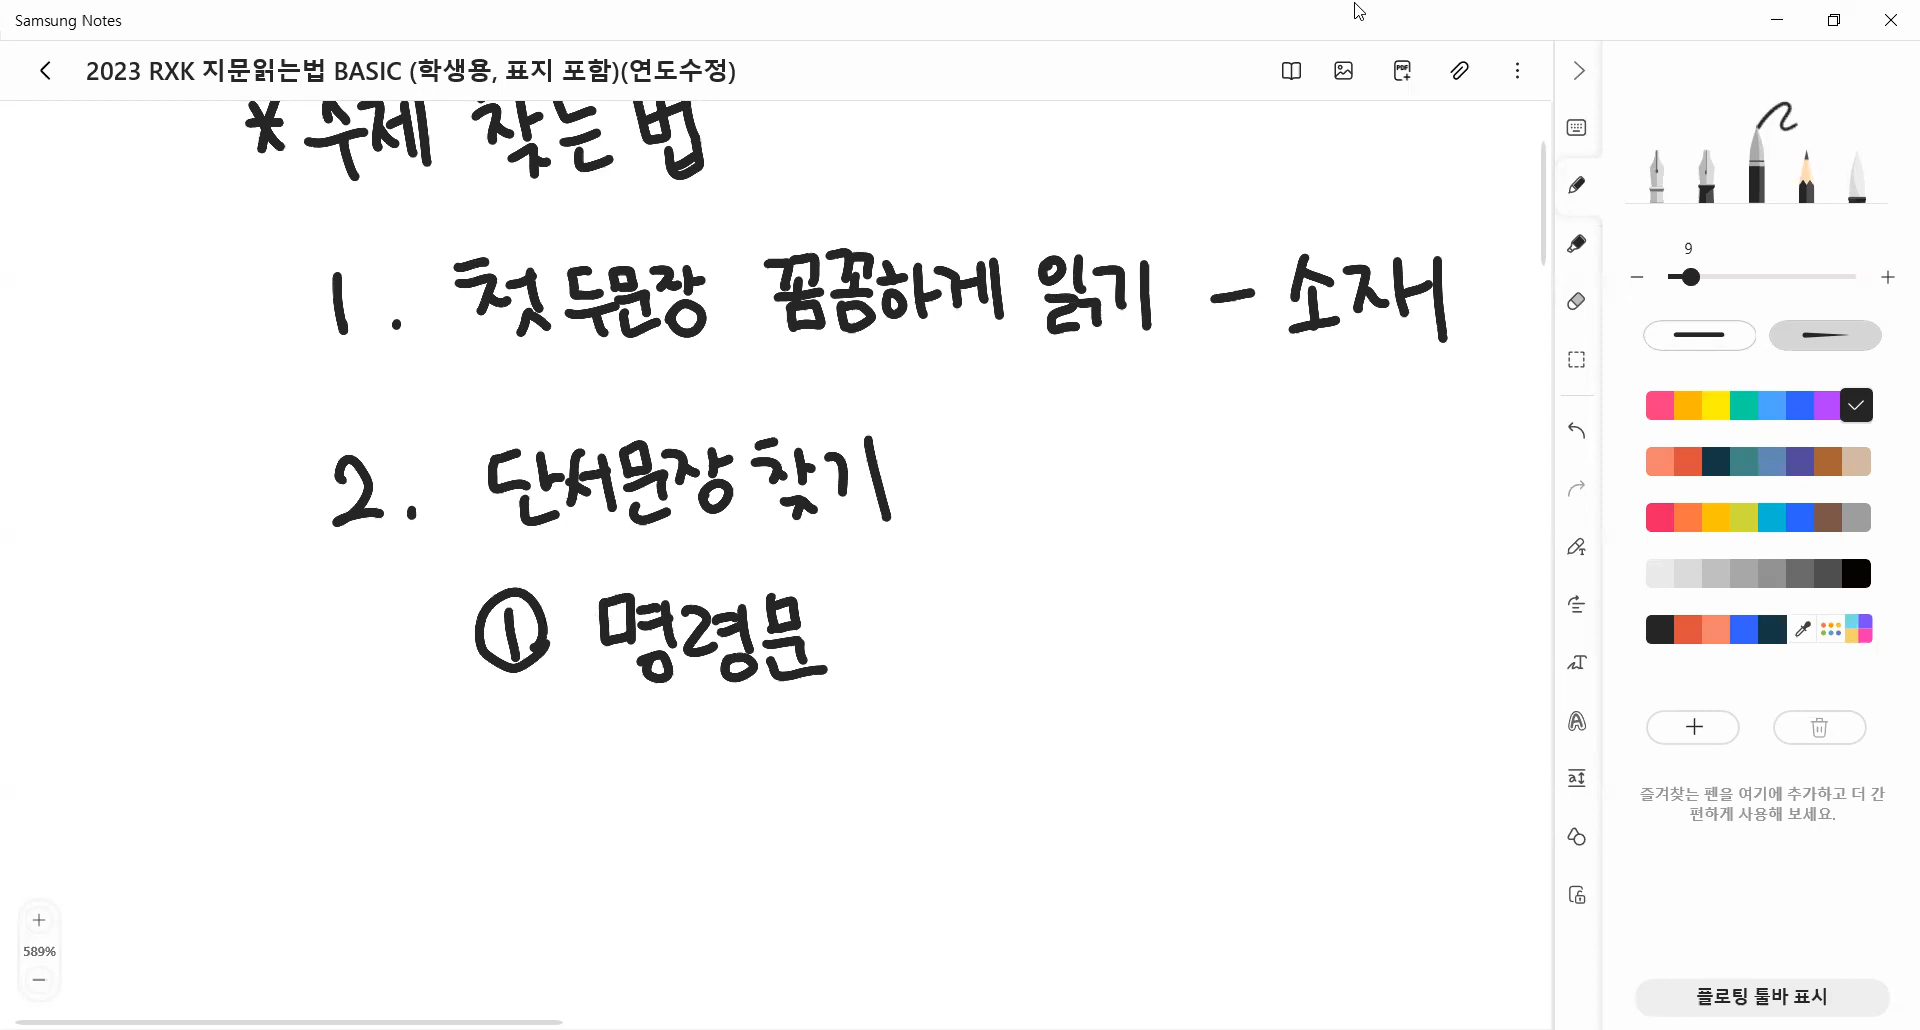 Samsung Notes
2023 RXK 지문읽는법 BASIC (학생용, 표지 포함)(연도수정)
* 주제 찾는 법
1. 첫 두문장 꼼꼼하게 읽기 - 소재
2. 단서문장 찾기
① 명령문
9
즐겨찾는 펜을 여기에 추가하고 더 간
편하게 사용해 보세요.
589%
플로팅 툴바 표시